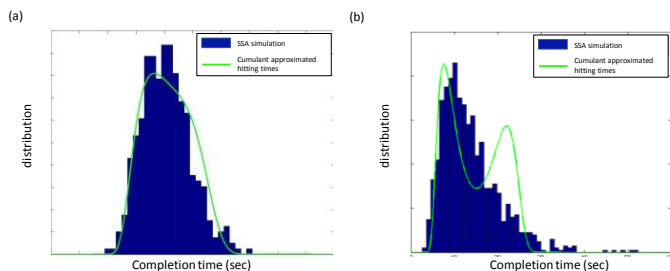 (a)
SSA simulation
Cumulant approximated
hitting times
distribution
Completion time (sec)
(b)
SSA simulation
Cumulant approximated
hitting times
distribution
Completion time (sec)